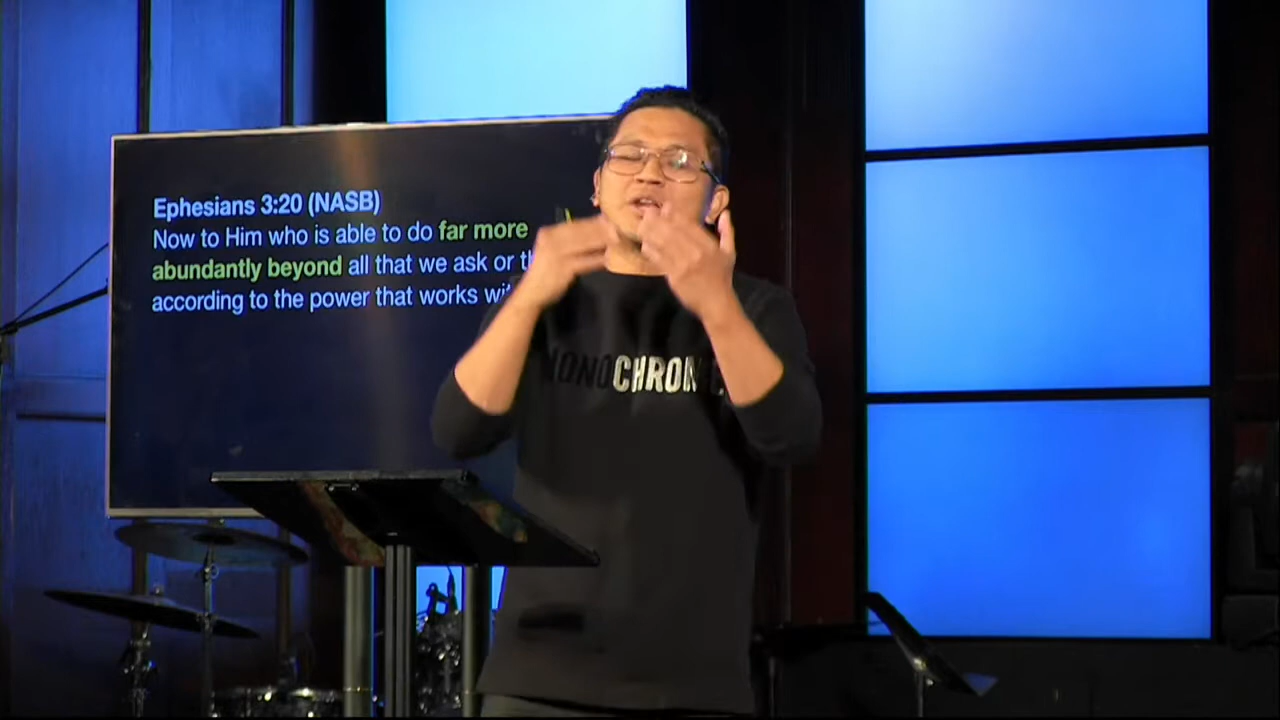 Ephesians 3:20 (NASB)
Now to Him who is able to do far more
abundantly beyond all that we ask or
according to the power that works
MONOCHROME